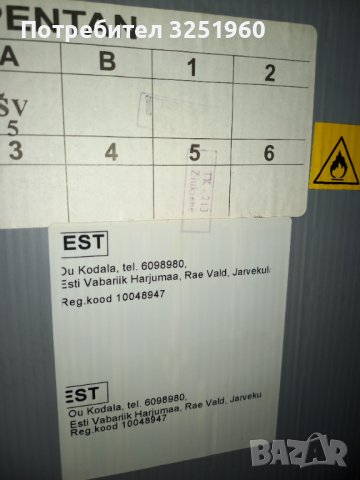 Потребител 3251960
PENTAN
A B 1 2
ŠV
5
3 4 5 6
TK-213
EST
Ou Kodala, tel. 6098980,
Esti Vabariik Harjumaa, Rae Vald, Jarvekul
Reg.kood 10048947
EST
Ou Kodala, tel. 6098980,
Esti Vabariik Harjumaa, Rae Vald, Jarveku
Reg.kood 10048947
BAZAR